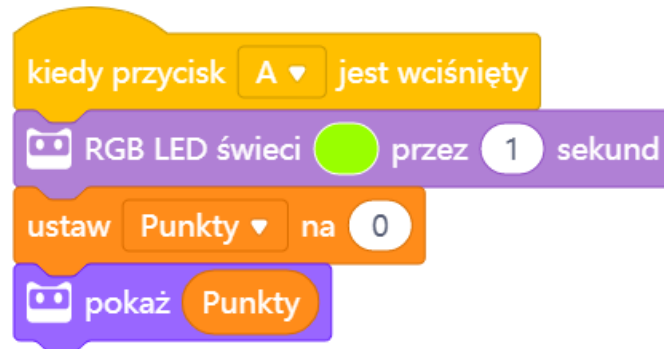 kiedy przycisk A jest wciśnięty
RGB LED świeci przez 1 sekund
ustaw Punkty na 0
pokaż Punkty